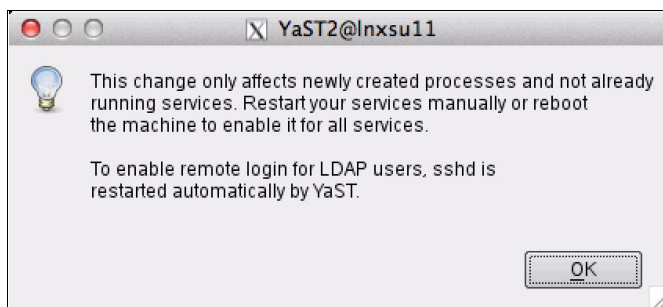 YaST2@lnxsu11
This change only affects newly created processes and not already
running services. Restart your services manually or reboot
the machine to enable it for all services.
To enable remote login for LDAP users, sshd is
restarted automatically by YaST.
OK